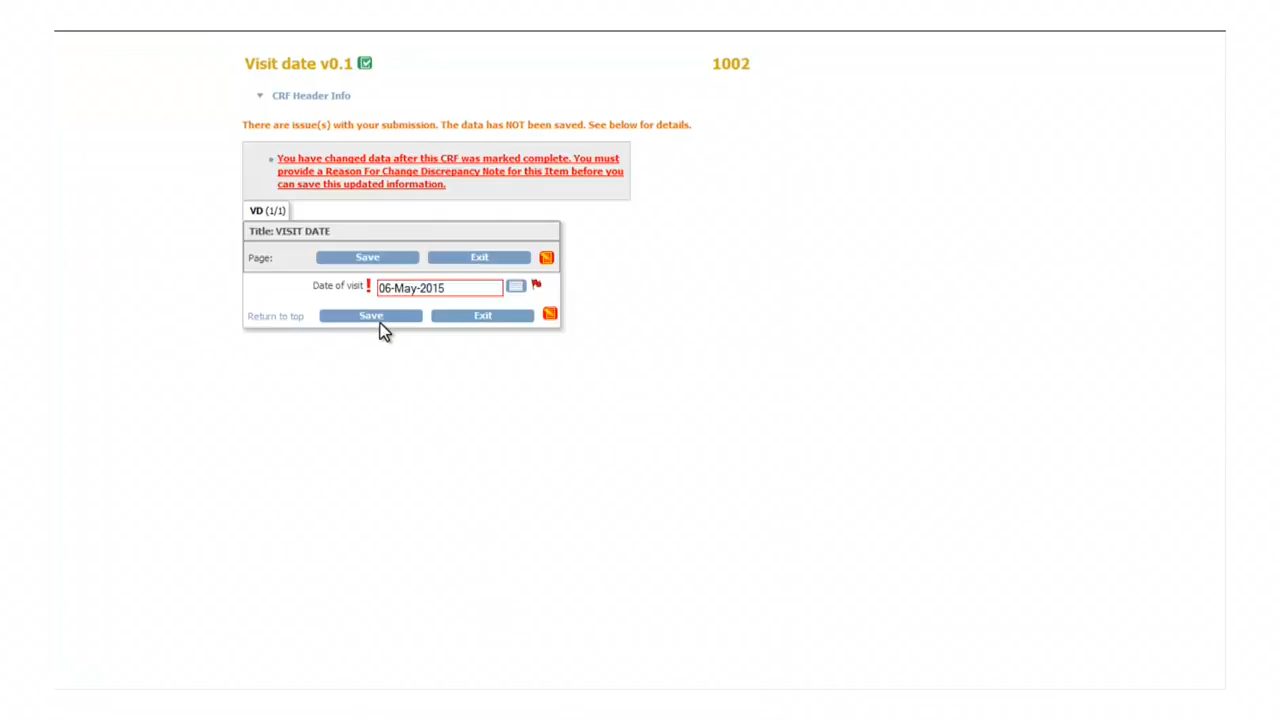 Visit date v0.1 1002
CRF Header Info
There are issue(s) with your submission. The data has NOT been saved. See below for details.
You have changed data after this CRF was marked complete. You must
provide a Reason For Change Discrepancy Note for this Item before you
can save this updated information.
VD (1/1)
Title: VISIT DATE
Page: Save Exit
Date of visit ! 06-May-2015
Return to top Save Exit